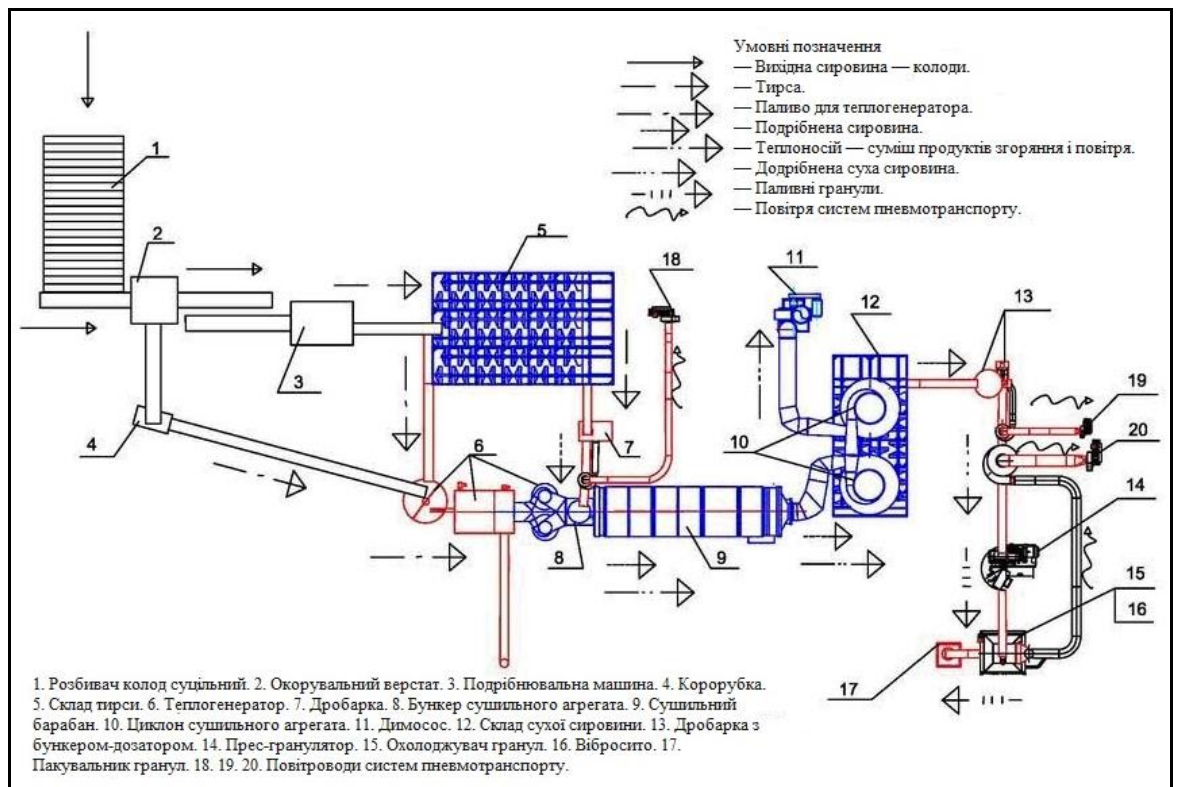 Умовні позначення
— Вихідна сировина — колоди.
— Тирса.
— Паливо для теплогенератора.
— Подрібнена сировина.
— Теплоносій — суміш продуктів згоряння і повітря.
— Додрібнена суха сировина.
— Паливні гранули.
— Повітря систем пневмотранспорту.
1
2
3
4
5
6
7
8
9
10
11
12
13
14
15
16
17
18
19
20
1. Розбивач колод суцільний. 2. Окорувальний верстат. 3. Подрібнювальна машина. 4. Корорубка.
5. Склад тирси. 6. Теплогенератор. 7. Дробарка. 8. Бункер сушильного агрегата. 9. Сушильний
барабан. 10. Циклон сушильного агрегата. 11. Димосос. 12. Склад сухої сировини. 13. Дробарка з
бункером-дозатором. 14. Прес-гранулятор. 15. Охолоджувач гранул. 16. Вібросито. 17.
Пакувальник гранул. 18. 19. 20. Повітроводи систем пневмотранспорту.